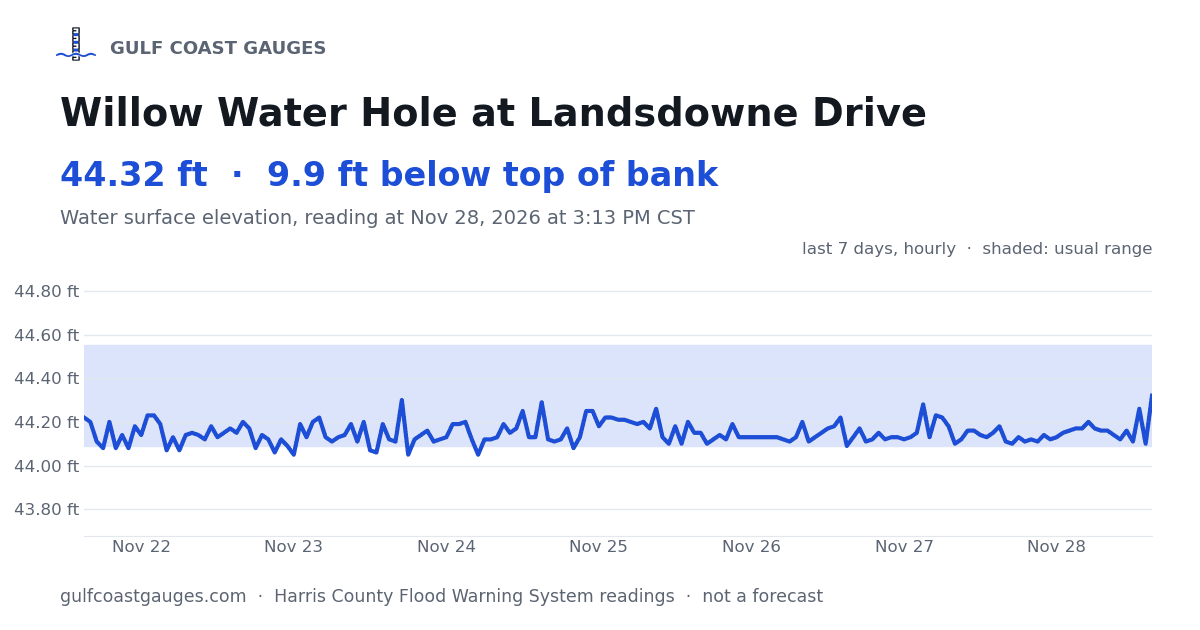 GULF COAST GAUGES
Willow Water Hole at Landsdowne Drive
44.32 ft · 9.9 ft below top of bank
Water surface elevation, reading at Nov 28, 2026 at 3:13 PM CST
last 7 days, hourly · shaded: usual range
44.80 ft
44.60 ft
44.40 ft
44.20 ft
44.00 ft
43.80 ft
Nov 22 Nov 23 Nov 24 Nov 25 Nov 26 Nov 27 Nov 28
gulfcoastgauges.com · Harris County Flood Warning System readings · not a forecast